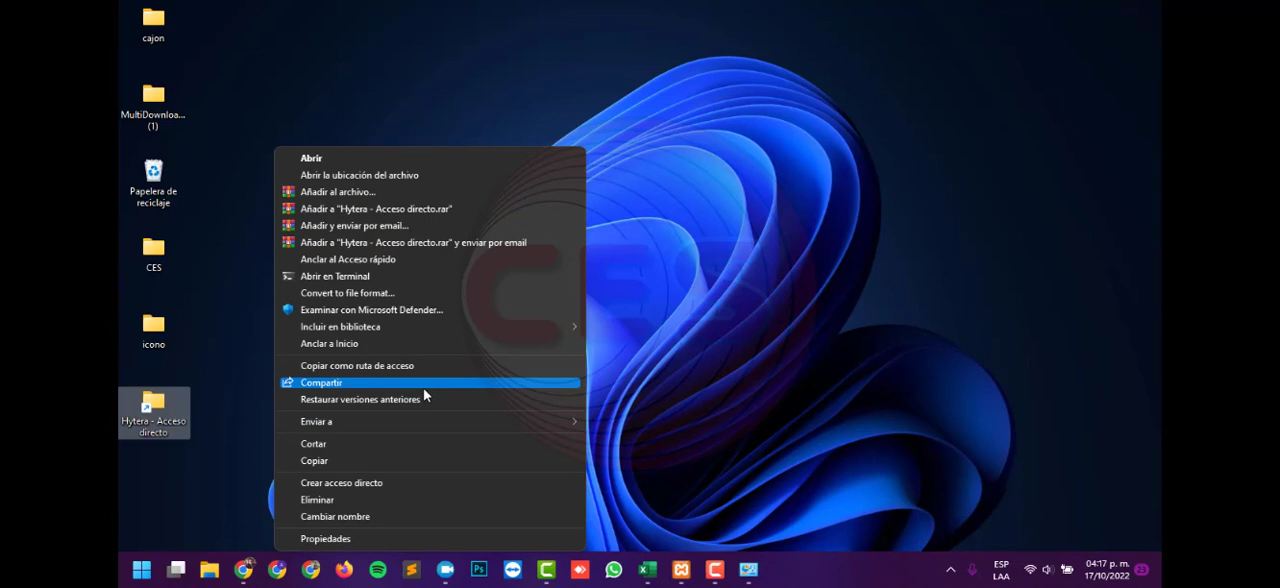 cajon
MultiDownloa...
(1)
Papelera de
reciclaje
CES
icono
Hytera - Acceso
directo
Abrir
Abrir la ubicación del archivo
Añadir al archivo...
Añadir a "Hytera - Acceso directo.rar"
Añadir y enviar por email...
Añadir a "Hytera - Acceso directo.rar" y enviar por email
Anclar al Acceso rápido
Abrir en Terminal
Convert to file format...
Examinar con Microsoft Defender...
Incluir en biblioteca
Anclar a Inicio
Copiar como ruta de acceso
Compartir
Restaurar versiones anteriores
Enviar a
Cortar
Copiar
Crear acceso directo
Eliminar
Cambiar nombre
Propiedades
CES
Ps
ESP
LAA
04:17 p. m.
17/10/2022
23